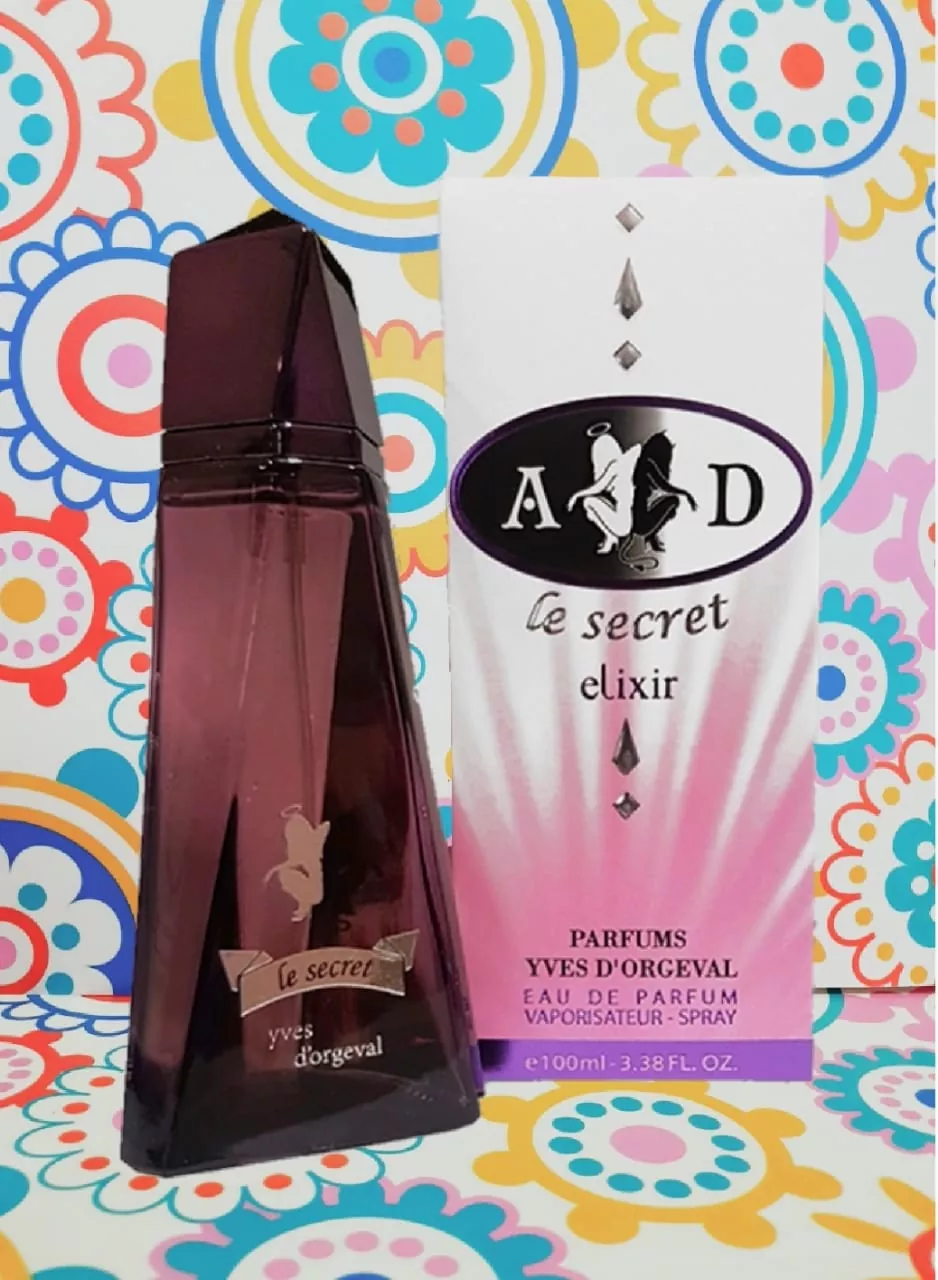 A D
le secret
elixir
PARFUMS
YVES D'ORGEVAL
EAU DE PARFUM
VAPORISATEUR - SPRAY
e100ml - 3.38 FL. OZ.
le secret
yves
d'orgeval